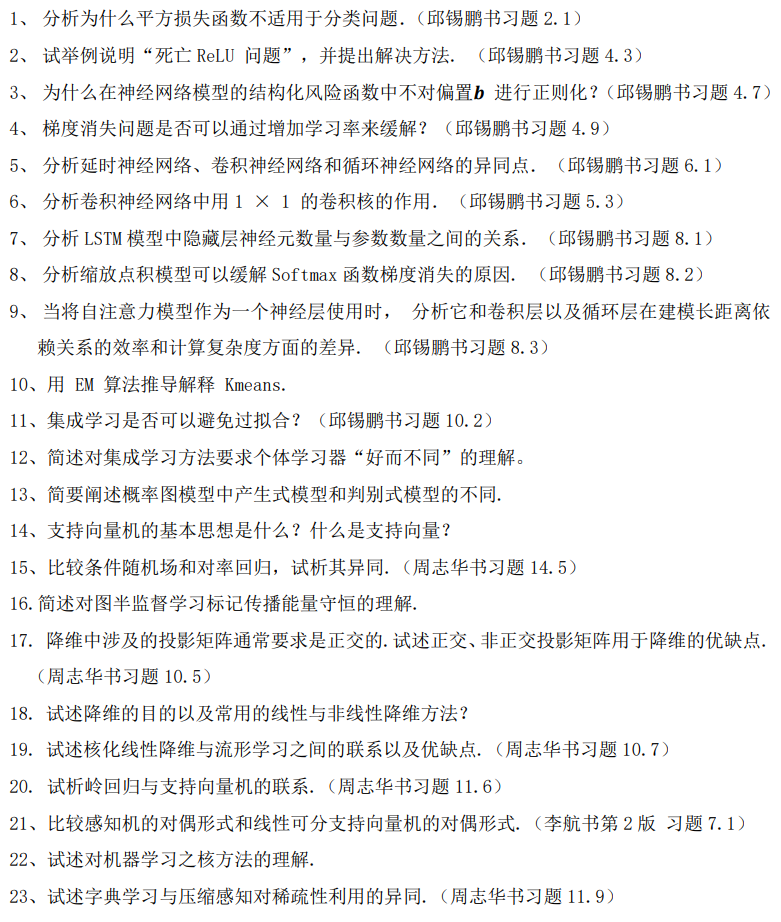 1、 分析为什么平方损失函数不适用于分类问题.（邱锡鹏书习题 2.1）
2、 试举例说明“死亡 ReLU 问题”，并提出解决方法. （邱锡鹏书习题 4.3）
3、 为什么在神经网络模型的结构化风险函数中不对偏置b 进行正则化？（邱锡鹏书习题 4.7）
4、 梯度消失问题是否可以通过增加学习率来缓解？（邱锡鹏书习题 4.9）
5、 分析延时神经网络、卷积神经网络和循环神经网络的异同点. （邱锡鹏书习题 6.1）
6、 分析卷积神经网络中用 1 × 1 的卷积核的作用. （邱锡鹏书习题 5.3）
7、 分析 LSTM 模型中隐藏层神经元数量与参数数量之间的关系. （邱锡鹏书习题 8.1）
8、 分析缩放点积模型可以缓解 Softmax 函数梯度消失的原因. （邱锡鹏书习题 8.2）
9、 当将自注意力模型作为一个神经层使用时， 分析它和卷积层以及循环层在建模长距离依
赖关系的效率和计算复杂度方面的差异. （邱锡鹏书习题 8.3）
10、用 EM 算法推导解释 Kmeans.
11、集成学习是否可以避免过拟合？（邱锡鹏书习题 10.2）
12、简述对集成学习方法要求个体学习器“好而不同”的理解。
13、简要阐述概率图模型中产生式模型和判别式模型的不同.
14、支持向量机的基本思想是什么？什么是支持向量？
15、比较条件随机场和对率回归，试析其异同.（周志华书习题 14.5）
16.简述对图半监督学习标记传播能量守恒的理解.
17. 降维中涉及的投影矩阵通常要求是正交的.试述正交、非正交投影矩阵用于降维的优缺点.
（周志华书习题 10.5）
18. 试述降维的目的以及常用的线性与非线性降维方法？
19. 试述核化线性降维与流形学习之间的联系以及优缺点.（周志华书习题 10.7）
20. 试析岭回归与支持向量机的联系.（周志华书习题 11.6）
21、比较感知机的对偶形式和线性可分支持向量机的对偶形式.（李航书第 2 版 习题 7.1）
22、试述对机器学习之核方法的理解.
23、试述字典学习与压缩感知对稀疏性利用的异同.（周志华书习题 11.9）